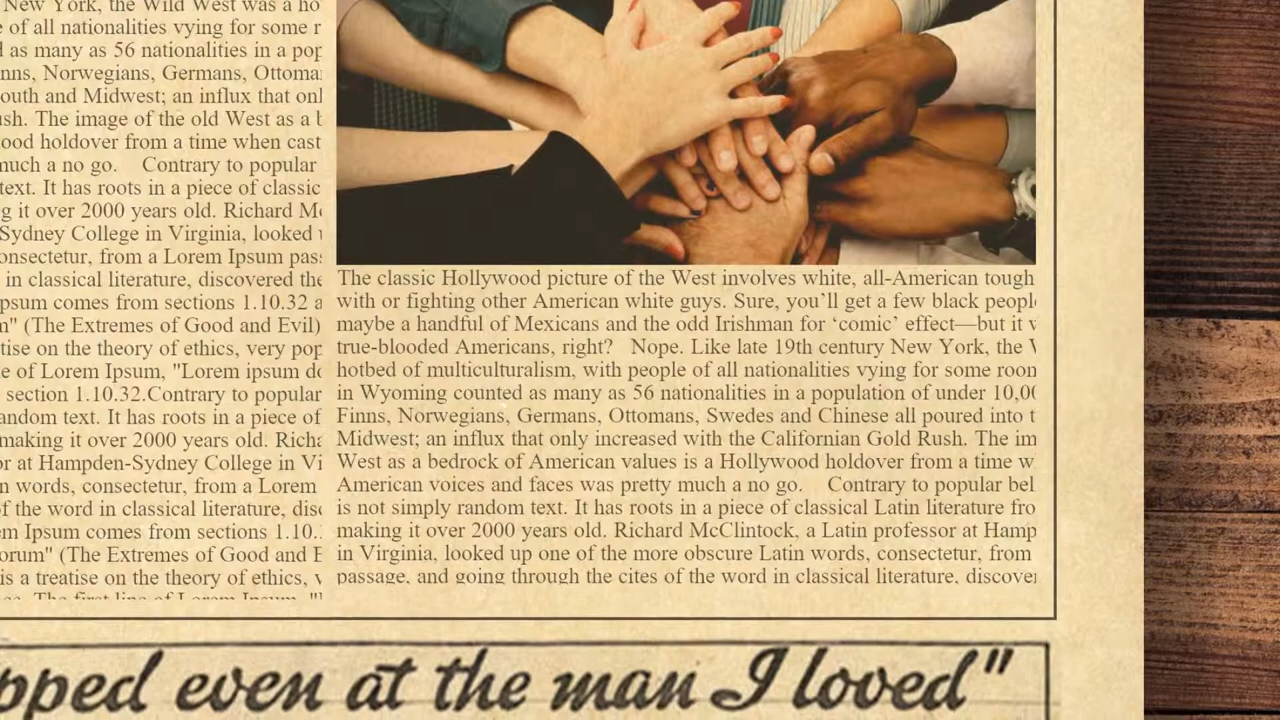 New York, the Wild West was a ho
e of all nationalities vying for some r
d as many as 56 nationalities in a pop
nns, Norwegians, Germans, Ottoma
outh and Midwest; an influx that onl
ush. The image of the old West as a b
ood holdover from a time when cast
much a no go. Contrary to popular
text. It has roots in a piece of classic
g it over 2000 years old. Richard Mc
Sydney College in Virginia, looked
onsectetur, from a Lorem Ipsum pas
in classical literature, discovered the
psum comes from sections 1.10.32 a
m" (The Extremes of Good and Evil)
tise on the theory of ethics, very pop
e of Lorem Ipsum, "Lorem ipsum do
section 1.10.32.Contrary to popular
andom text. It has roots in a piece of
making it over 2000 years old. Richa
or at Hampden-Sydney College in Vi
n words, consectetur, from a Lorem
of the word in classical literature, disc
em Ipsum comes from sections 1.10.
orum" (The Extremes of Good and E
is a treatise on the theory of ethics, v
The first line of Lorem Ipsum, "l
The classic Hollywood picture of the West involves white, all-American tough
with or fighting other American white guys. Sure, you’ll get a few black peopl
maybe a handful of Mexicans and the odd Irishman for ‘comic’ effect—but it w
true-blooded Americans, right? Nope. Like late 19th century New York, the W
hotbed of multiculturalism, with people of all nationalities vying for some room
in Wyoming counted as many as 56 nationalities in a population of under 10,00
Finns, Norwegians, Germans, Ottomans, Swedes and Chinese all poured into t
Midwest; an influx that only increased with the Californian Gold Rush. The im
West as a bedrock of American values is a Hollywood holdover from a time w
American voices and faces was pretty much a no go. Contrary to popular bel
is not simply random text. It has roots in a piece of classical Latin literature fro
making it over 2000 years old. Richard McClintock, a Latin professor at Hamp
in Virginia, looked up one of the more obscure Latin words, consectetur, from
passage, and going through the cites of the word in classical literature, discover
pped even at the man I loved"